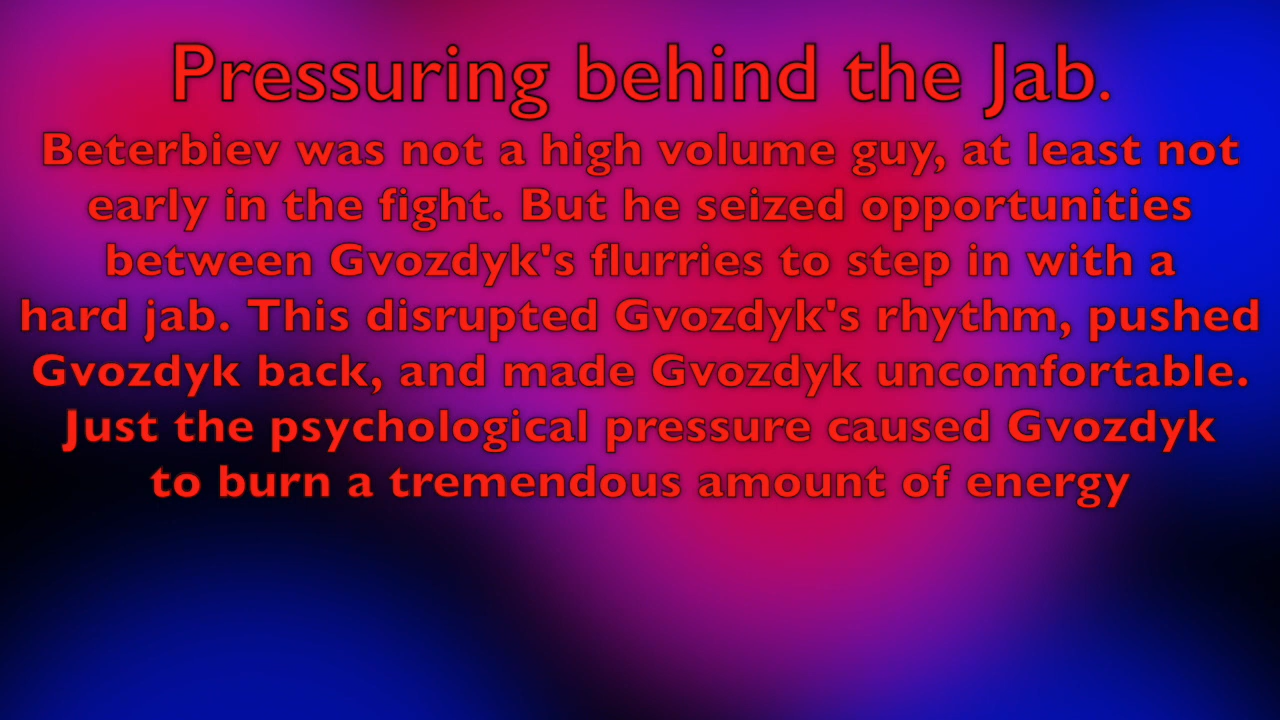 Pressuring behind the Jab.
Beterbiev was not a high volume guy, at least not
early in the fight. But he seized opportunities
between Gvozdyk's flurries to step in with a
hard jab. This disrupted Gvozdyk's rhythm, pushed
Gvozdyk back, and made Gvozdyk uncomfortable.
Just the psychological pressure caused Gvozdyk
to burn a tremendous amount of energy